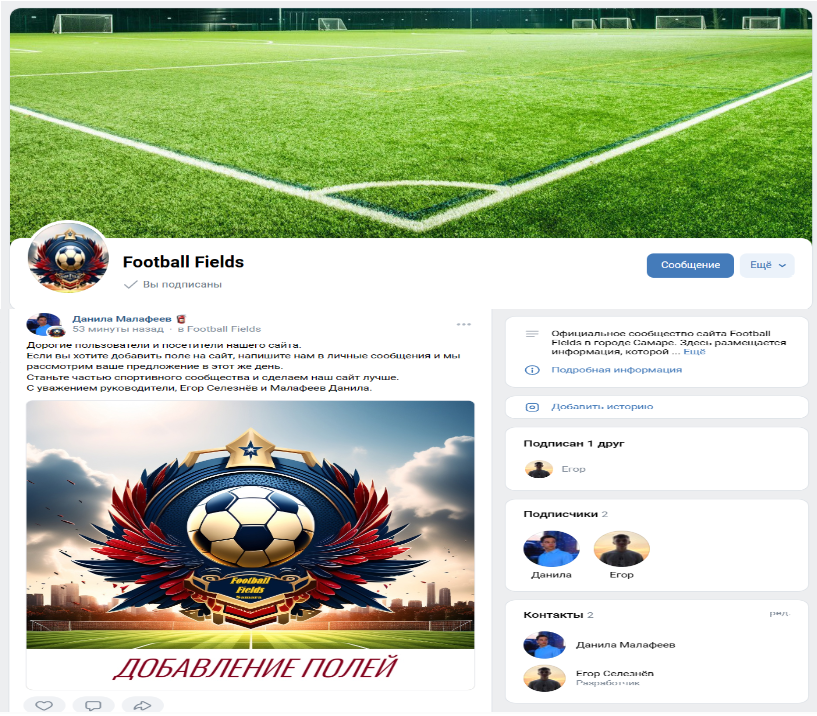 Football Fields
Вы подписаны
Сообщение
Ещё
Данила Малафеев
53 минуты назад · в Football Fields
Дорогие пользователи и посетители нашего сайта.
Если вы хотите добавить поле на сайт, напишите нам в личные сообщения и мы
рассмотрим ваше предложение в этот же день.
Станьте частью спортивного сообщества и сделаем наш сайт лучше.
С уважением руководители, Егор Селезнёв и Малафеев Данила.
Football
Fields
Samara
ДОБАВЛЕНИЕ ПОЛЕЙ
Официальное сообщество сайта Football
Fields в городе Самаре. Здесь размещается
информация, которой ... Ещё
Подробная информация
Добавить историю
Подписан 1 друг
Егор
Подписчики 2
Данила
Егор
Контакты 2
ред.
Данила Малафеев
Егор Селезнёв
Разработчик